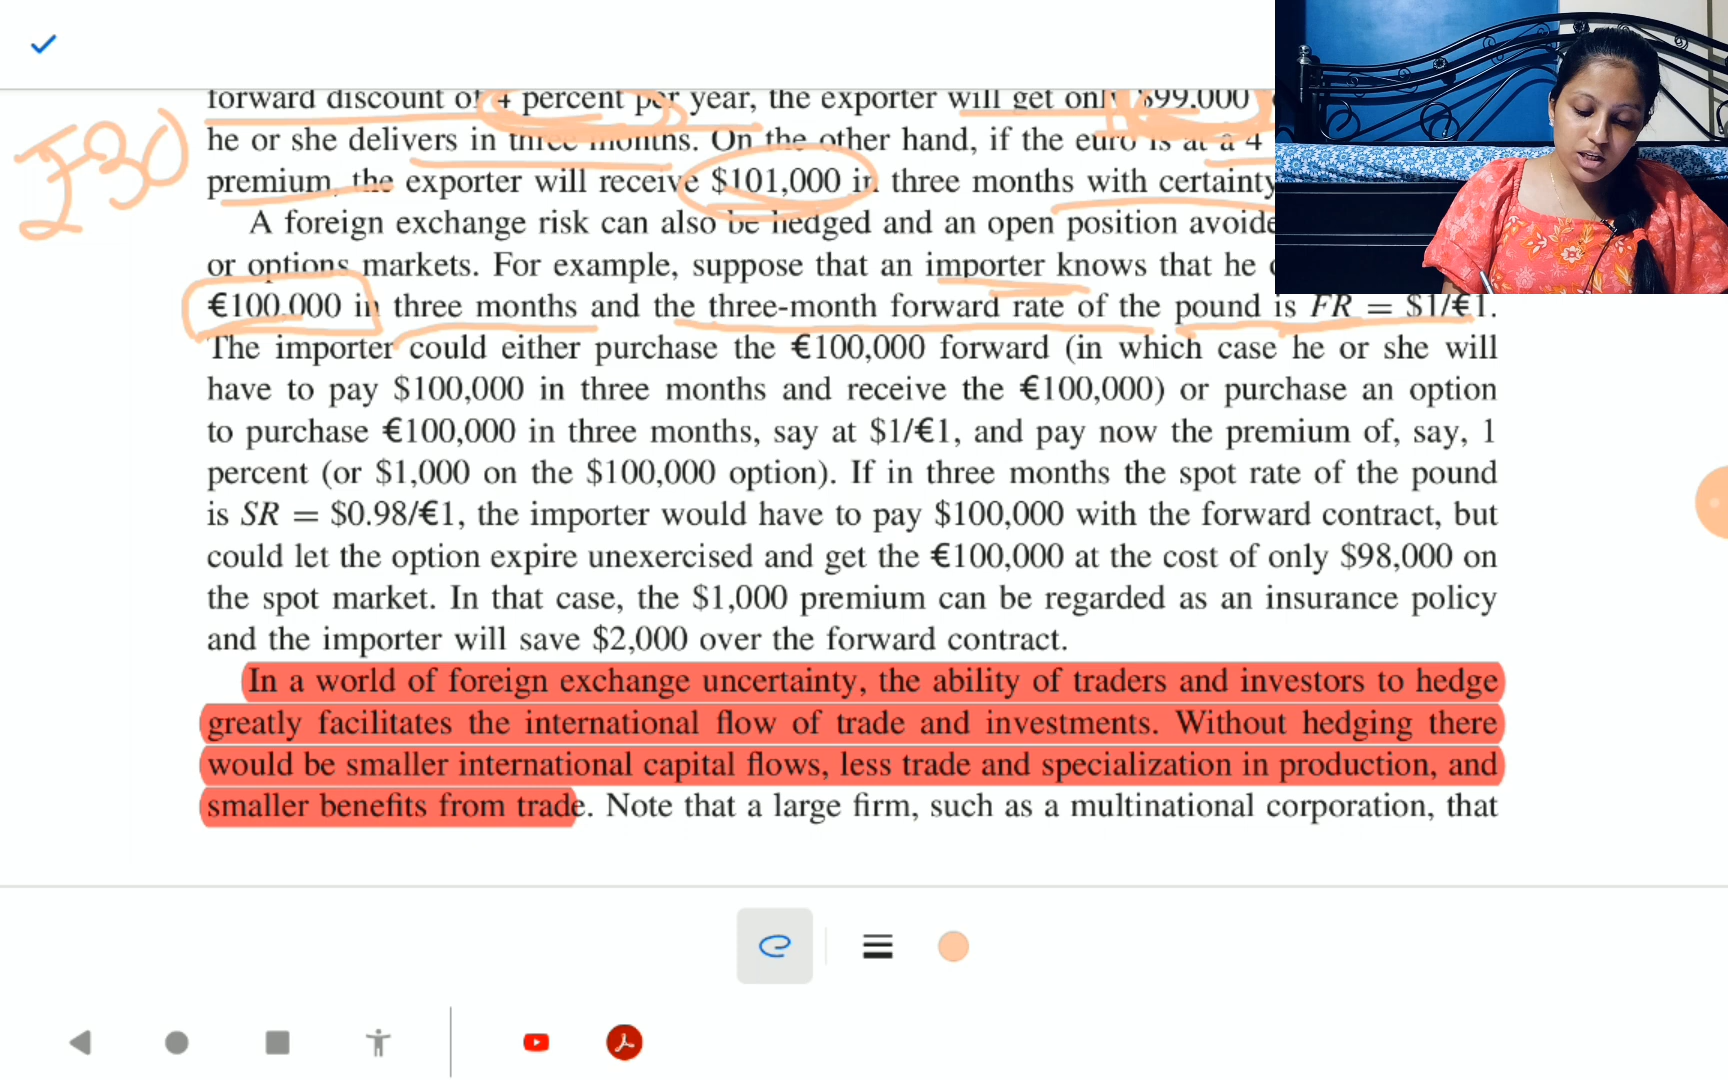 forward discount of 4 percent per year, the exporter will get only $99,000
he or she delivers in three months. On the other hand, if the euro is at a 4
premium, the exporter will receive $101,000 in three months with certainty
A foreign exchange risk can also be hedged and an open position avoide
or options markets. For example, suppose that an importer knows that he
€100,000 in three months and the three-month forward rate of the pound is FR = $1/€1.
The importer could either purchase the €100,000 forward (in which case he or she will
have to pay $100,000 in three months and receive the €100,000) or purchase an option
to purchase €100,000 in three months, say at $1/€1, and pay now the premium of, say, 1
percent (or $1,000 on the $100,000 option). If in three months the spot rate of the pound
is SR = $0.98/€1, the importer would have to pay $100,000 with the forward contract, but
could let the option expire unexercised and get the €100,000 at the cost of only $98,000 on
the spot market. In that case, the $1,000 premium can be regarded as an insurance policy
and the importer will save $2,000 over the forward contract.
In a world of foreign exchange uncertainty, the ability of traders and investors to hedge
greatly facilitates the international flow of trade and investments. Without hedging there
would be smaller international capital flows, less trade and specialization in production, and
smaller benefits from trade. Note that a large firm, such as a multinational corporation, that